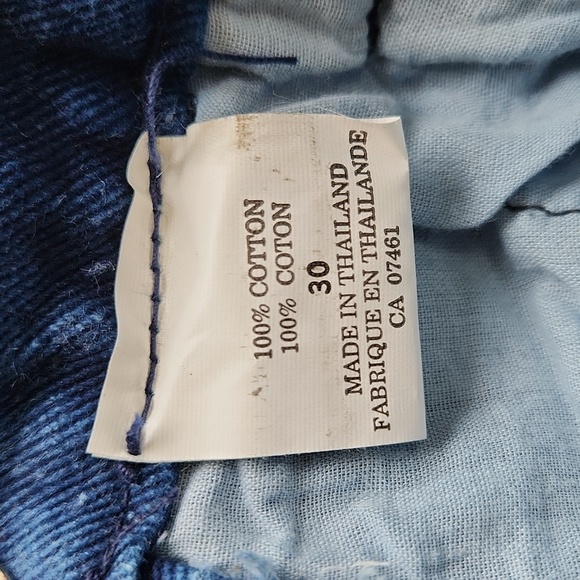 100% COTTON
100% COTON
30
MADE IN THAILAND
FABRIQUE EN THAILANDE
CA 07461